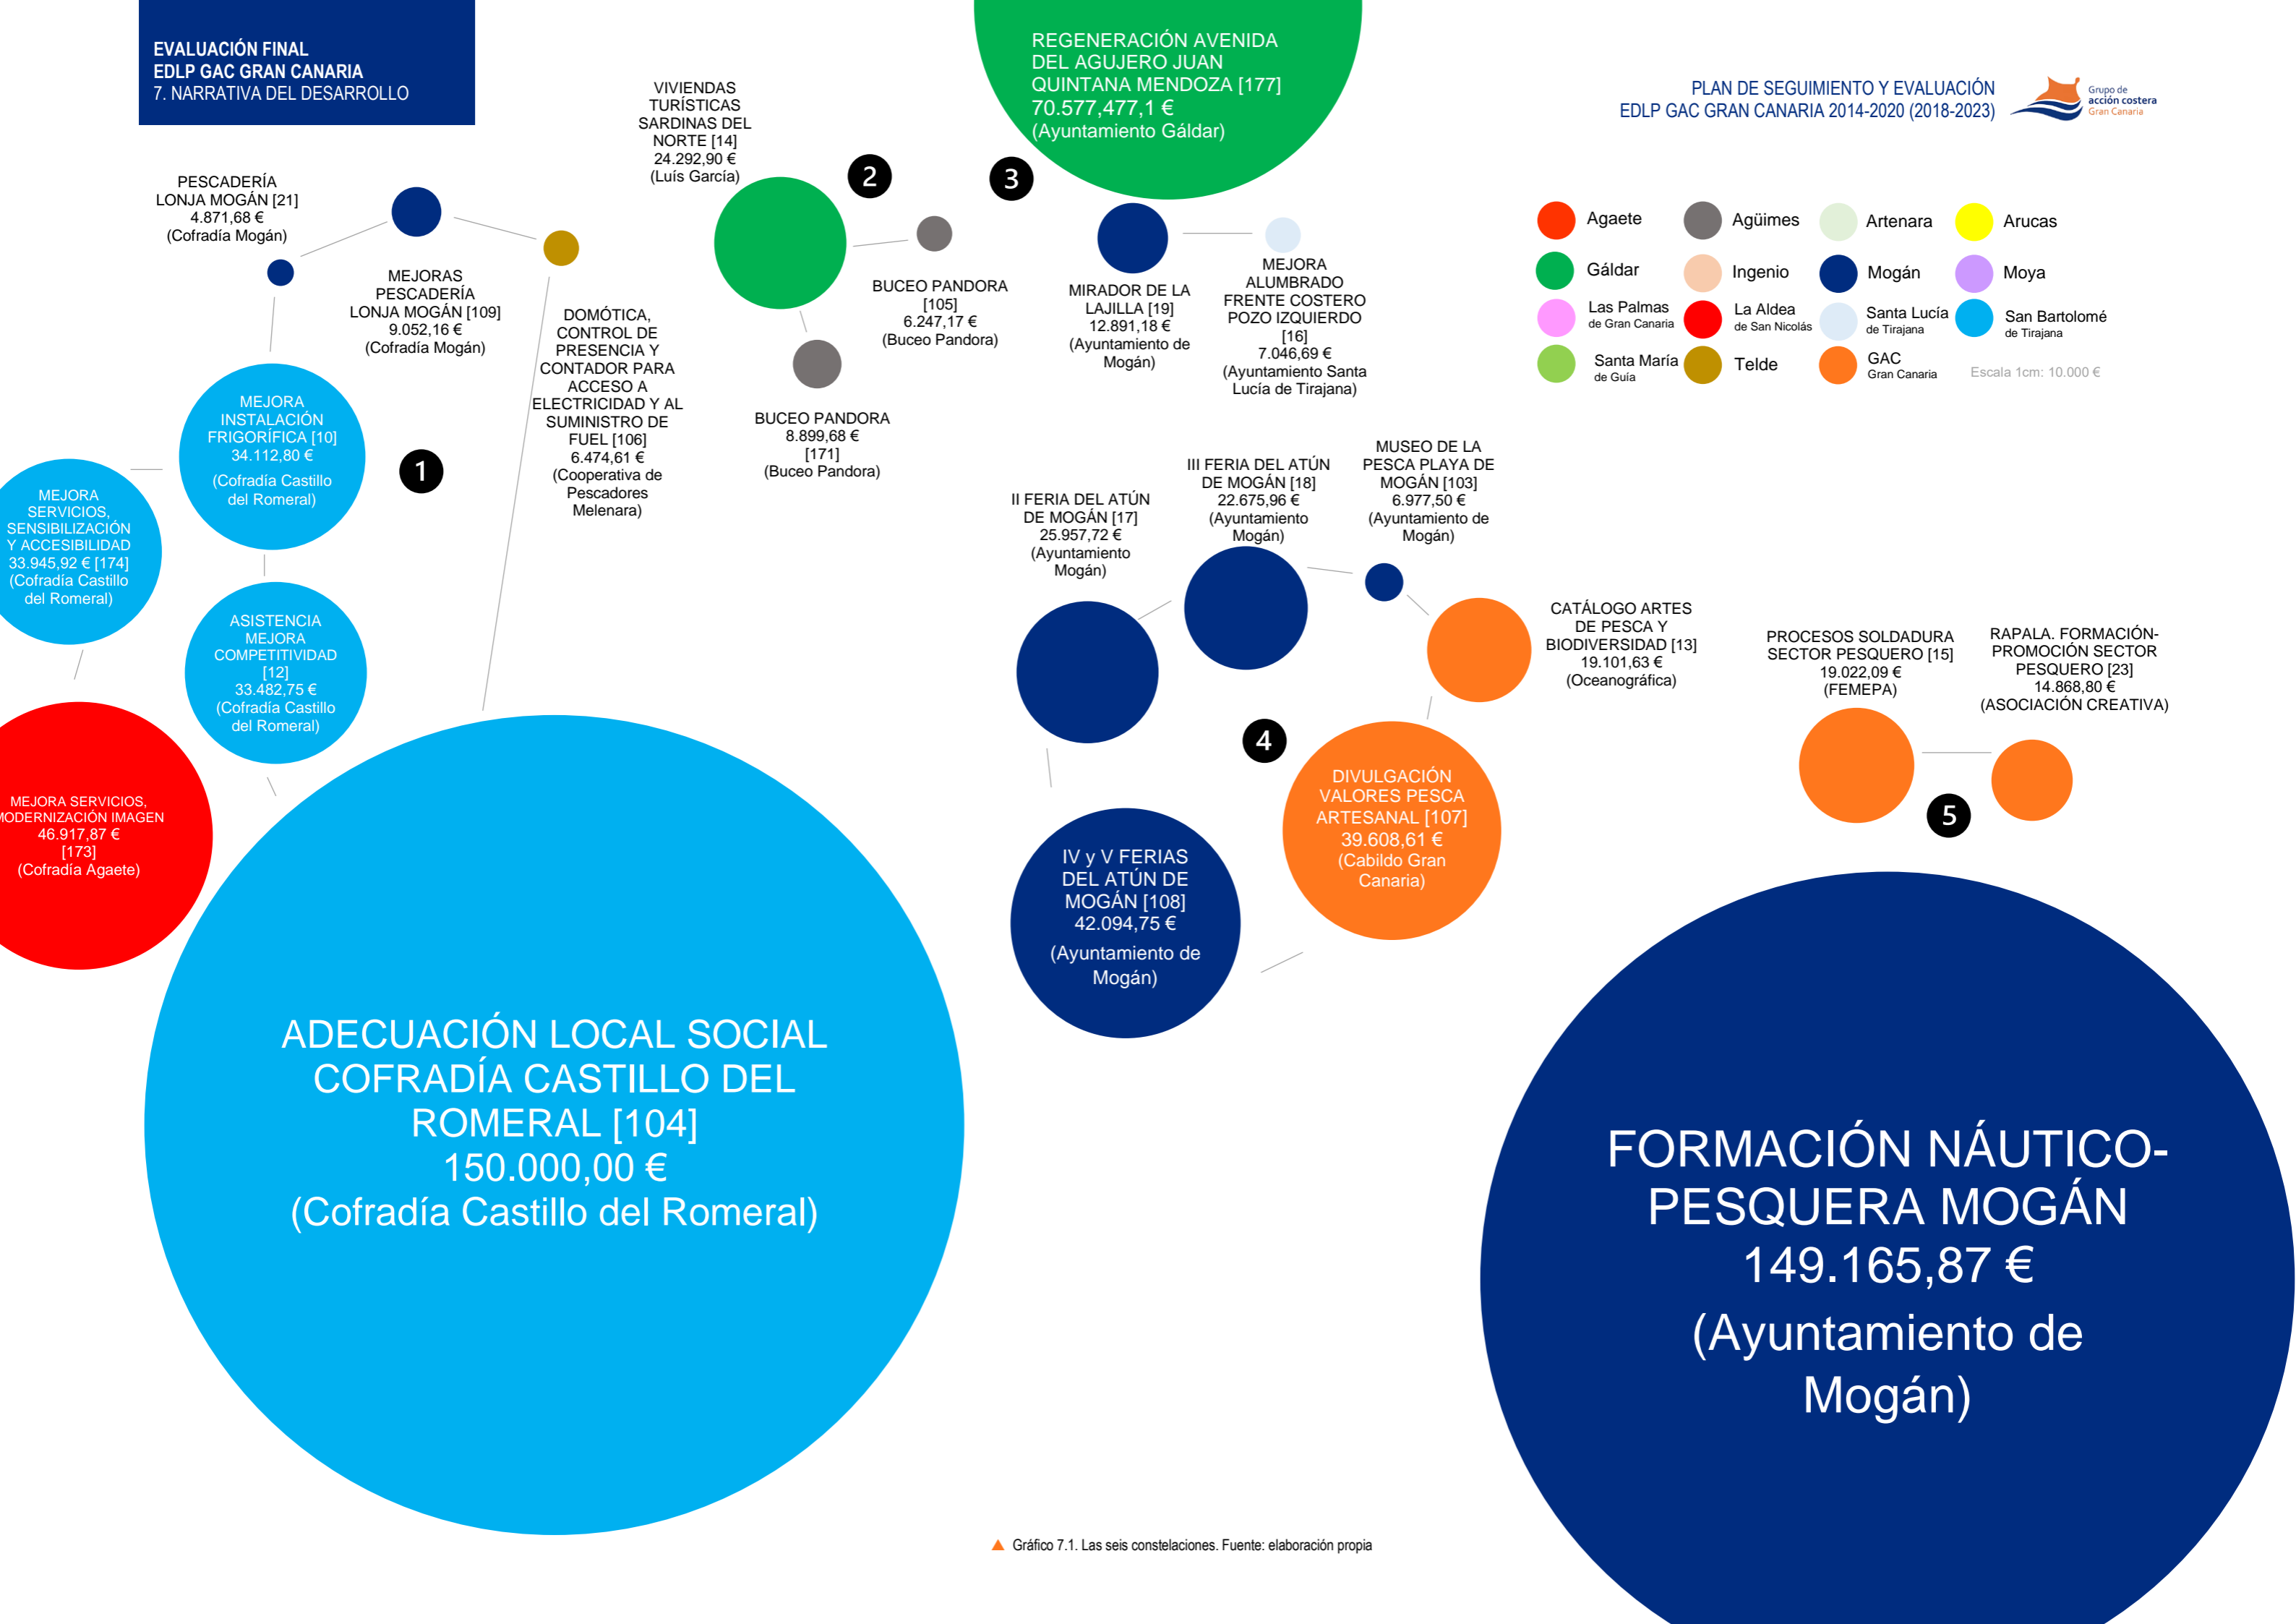 EVALUACIÓN FINAL
EDLP GAC GRAN CANARIA
7. NARRATIVA DEL DESARROLLO
PLAN DE SEGUIMIENTO Y EVALUACIÓN
EDLP GAC GRAN CANARIA 2014-2020 (2018-2023)
Grupo de
acción costera
Gran Canaria
Agaete
Agüimes
Artenara
Arucas
Gáldar
Ingenio
Mogán
Moya
Las Palmas
de Gran Canaria
La Aldea
de San Nicolás
Santa Lucía
de Tirajana
San Bartolomé
de Tirajana
Santa María
de Guía
Telde
GAC
Gran Canaria
Escala 1cm: 10.000 €
PESCADERÍA
LONJA MOGÁN [21]
4.871,68 €
(Cofradía Mogán)
MEJORAS
PESCADERÍA
LONJA MOGÁN [109]
9.052,16 €
(Cofradía Mogán)
DOMÓTICA,
CONTROL DE
PRESENCIA Y
CONTADOR PARA
ACCESO A
ELECTRICIDAD Y AL
SUMINISTRO DE
FUEL [106]
6.474,61 €
(Cooperativa de
Pescadores
Melenara)
MEJORA
INSTALACIÓN
FRIGORÍFICA [10]
34.112,80 €
(Cofradía Castillo
del Romeral)
1
MEJORA
SERVICIOS,
SENSIBILIZACIÓN
Y ACCESIBILIDAD
33.945,92 € [174]
(Cofradía Castillo
del Romeral)
ASISTENCIA
MEJORA
COMPETITIVIDAD
[12]
33.482,75 €
(Cofradía Castillo
del Romeral)
MEJORA SERVICIOS,
MODERNIZACIÓN IMAGEN
46.917,87 €
[173]
(Cofradía Agaete)
ADECUACIÓN LOCAL SOCIAL
COFRADÍA CASTILLO DEL
ROMERAL [104]
150.000,00 €
(Cofradía Castillo del Romeral)
VIVIENDAS
TURÍSTICAS
SARDINAS DEL
NORTE [14]
24.292,90 €
(Luís García)
2
BUCEO PANDORA
[105]
6.247,17 €
(Buceo Pandora)
BUCEO PANDORA
8.899,68 €
[171]
(Buceo Pandora)
3
REGENERACIÓN AVENIDA
DEL AGUJERO JUAN
QUINTANA MENDOZA [177]
70.577,477,1 €
(Ayuntamiento Gáldar)
MIRADOR DE LA
LAJILLA [19]
12.891,18 €
(Ayuntamiento de
Mogán)
MEJORA
ALUMBRADO
FRENTE COSTERO
POZO IZQUIERDO
[16]
7.046,69 €
(Ayuntamiento Santa
Lucía de Tirajana)
II FERIA DEL ATÚN
DE MOGÁN [17]
25.957,72 €
(Ayuntamiento
Mogán)
III FERIA DEL ATÚN
DE MOGÁN [18]
22.675,96 €
(Ayuntamiento
Mogán)
MUSEO DE LA
PESCA PLAYA DE
MOGÁN [103]
6.977,50 €
(Ayuntamiento de
Mogán)
CATÁLOGO ARTES
DE PESCA Y
BIODIVERSIDAD [13]
19.101,63 €
(Oceanográfica)
4
DIVULGACIÓN
VALORES PESCA
ARTESANAL [107]
39.608,61 €
(Cabildo Gran
Canaria)
IV y V FERIAS
DEL ATÚN DE
MOGÁN [108]
42.094,75 €
(Ayuntamiento de
Mogán)
PROCESOS SOLDADURA
SECTOR PESQUERO [15]
19.022,09 €
(FEMEPA)
RAPALA. FORMACIÓN-
PROMOCIÓN SECTOR
PESQUERO [23]
14.868,80 €
(ASOCIACIÓN CREATIVA)
5
FORMACIÓN NÁUTICO-
PESQUERA MOGÁN
149.165,87 €
(Ayuntamiento de
Mogán)
Gráfico 7.1. Las seis constelaciones. Fuente: elaboración propia